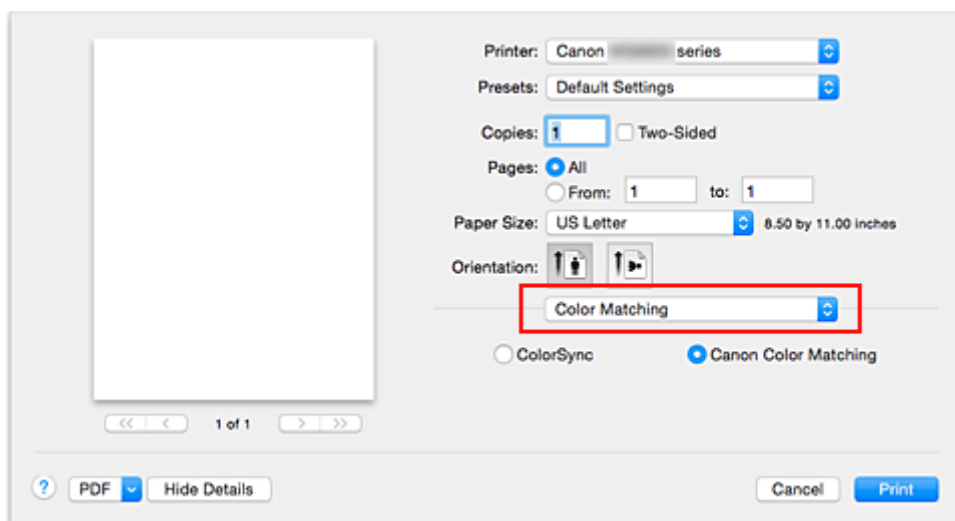 Printer: Canon series
Presets: Default Settings
Copies: 1 Two-Sided
Pages: All
From: 1 to: 1
Paper Size: US Letter 8.50 by 11.00 inches
Orientation:
Color Matching
ColorSync Canon Color Matching
<< < 1 of 1 > >>
? PDF Hide Details Cancel Print